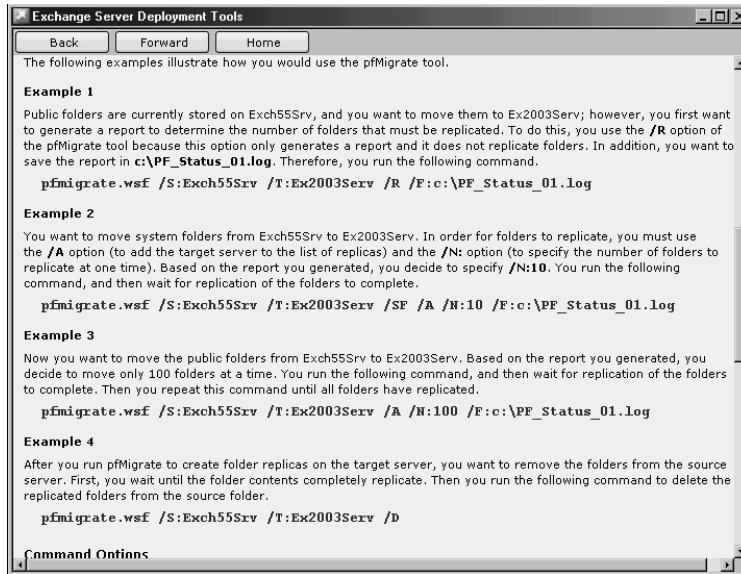 Exchange Server Deployment Tools
Back Forward Home
The following examples illustrate how you would use the pfMigrate tool.
Example 1
Public folders are currently stored on Exch55Srv, and you want to move them to Ex2003Serv; however, you first want
to generate a report to determine the number of folders that must be replicated. To do this, you use the /R option of
the pfMigrate tool because this option only generates a report and it does not replicate folders. In addition, you want to
save the report in c:\PF_Status_01.log. Therefore, you run the following command.
pfmigrate.wsf /S:Exch55Srv /T:Ex2003Serv /R /F:c:\PF_Status_01.log
Example 2
You want to move system folders from Exch55Srv to Ex2003Serv. In order for folders to replicate, you must use
the /A option (to add the target server to the list of replicas) and the /N: option (to specify the number of folders to
replicate at one time). Based on the report you generated, you decide to specify /N:10. You run the following
command, and then wait for replication of the folders to complete.
pfmigrate.wsf /S:Exch55Srv /T:Ex2003Serv /SF /A /N:10 /F:c:\PF_Status_01.log
Example 3
Now you want to move the public folders from Exch55Srv to Ex2003Serv. Based on the report you generated, you
decide to move only 100 folders at a time. You run the following command, and then wait for replication of the folders
to complete. Then you repeat this command until all folders have replicated.
pfmigrate.wsf /S:Exch55Srv /T:Ex2003Serv /A /N:100 /F:c:\PF_Status_01.log
Example 4
After you run pfMigrate to create folder replicas on the target server, you want to remove the folders from the source
server. First, you wait until the folder contents completely replicate. Then you run the following command to delete the
replicated folders from the source folder.
pfmigrate.wsf /S:Exch55Srv /T:Ex2003Serv /D
Command Options